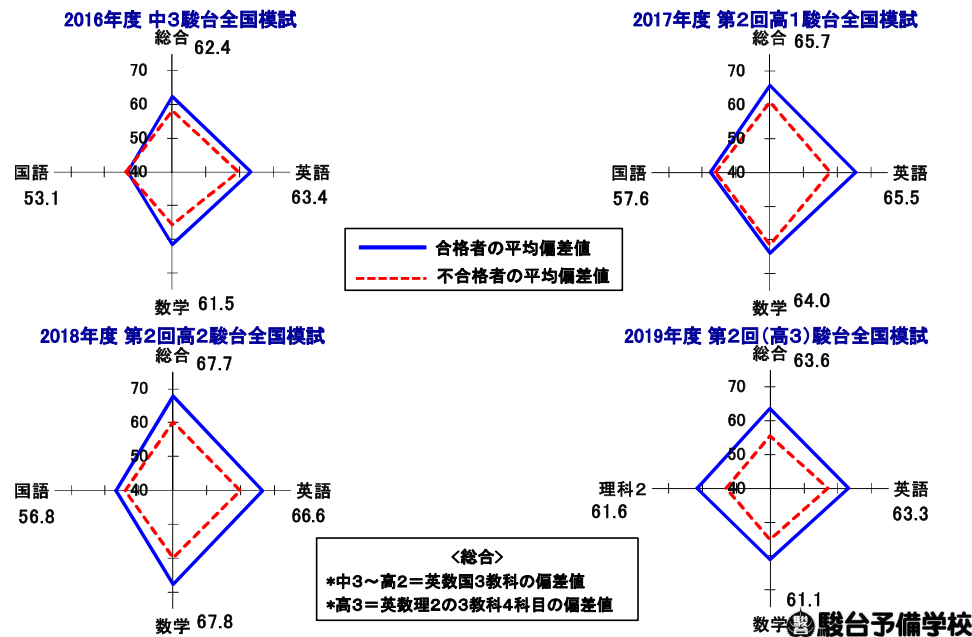 2016年度 中3駿台全国模試
総合 62.4
70
60
50
40
国語
53.1
英語
63.4
数学 61.5
2017年度 第2回高1駿台全国模試
総合 65.7
70
60
50
40
国語
57.6
英語
65.5
数学 64.0
合格者の平均偏差値
不合格者の平均偏差値
2018年度 第2回高2駿台全国模試
総合 67.7
70
60
50
40
国語
56.8
英語
66.6
数学 67.8
2019年度 第2回(高3)駿台全国模試
総合 63.6
70
60
50
40
理科2
61.6
英語
63.3
数学 61.1
<総合>
*中3~高2=英数国3教科の偏差値
*高3=英数理2の3教科4科目の偏差値
駿台 駿台予備学校